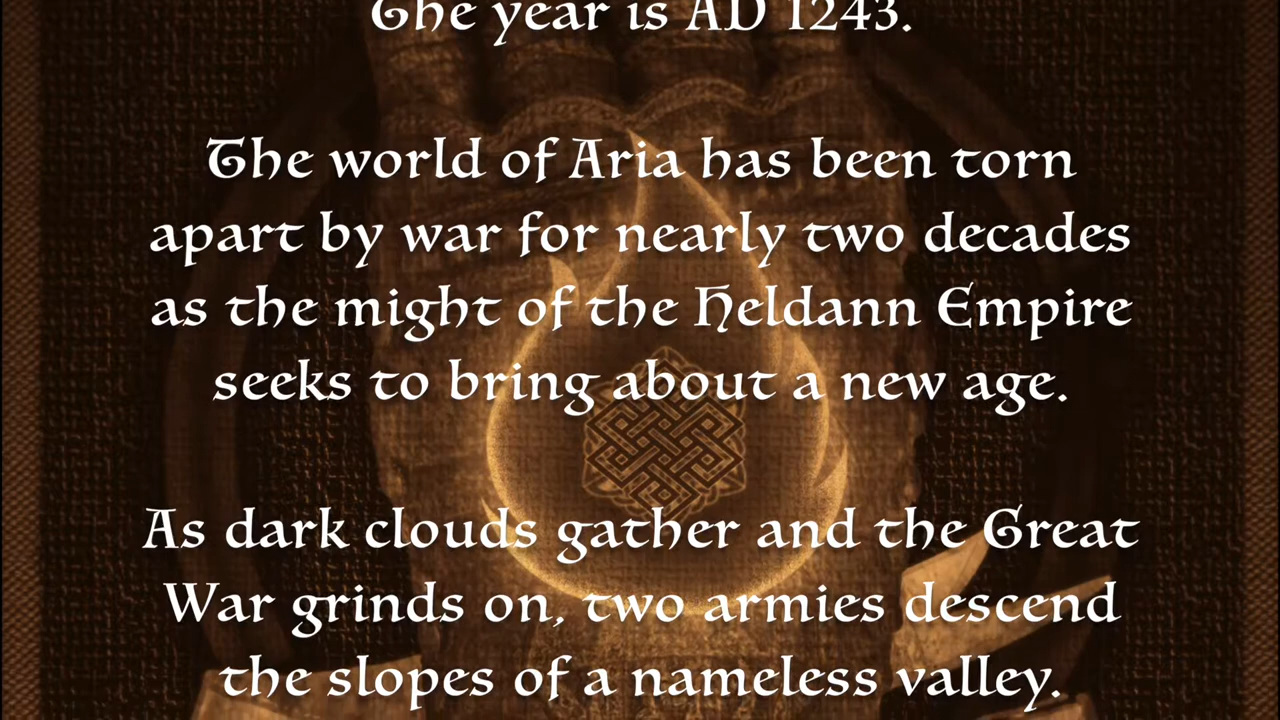 The year is AD 1243.
The world of Aria has been torn
apart by war for nearly two decades
as the might of the Heldann Empire
seeks to bring about a new age.
As dark clouds gather and the Great
War grinds on, two armies descend
the slopes of a nameless valley.